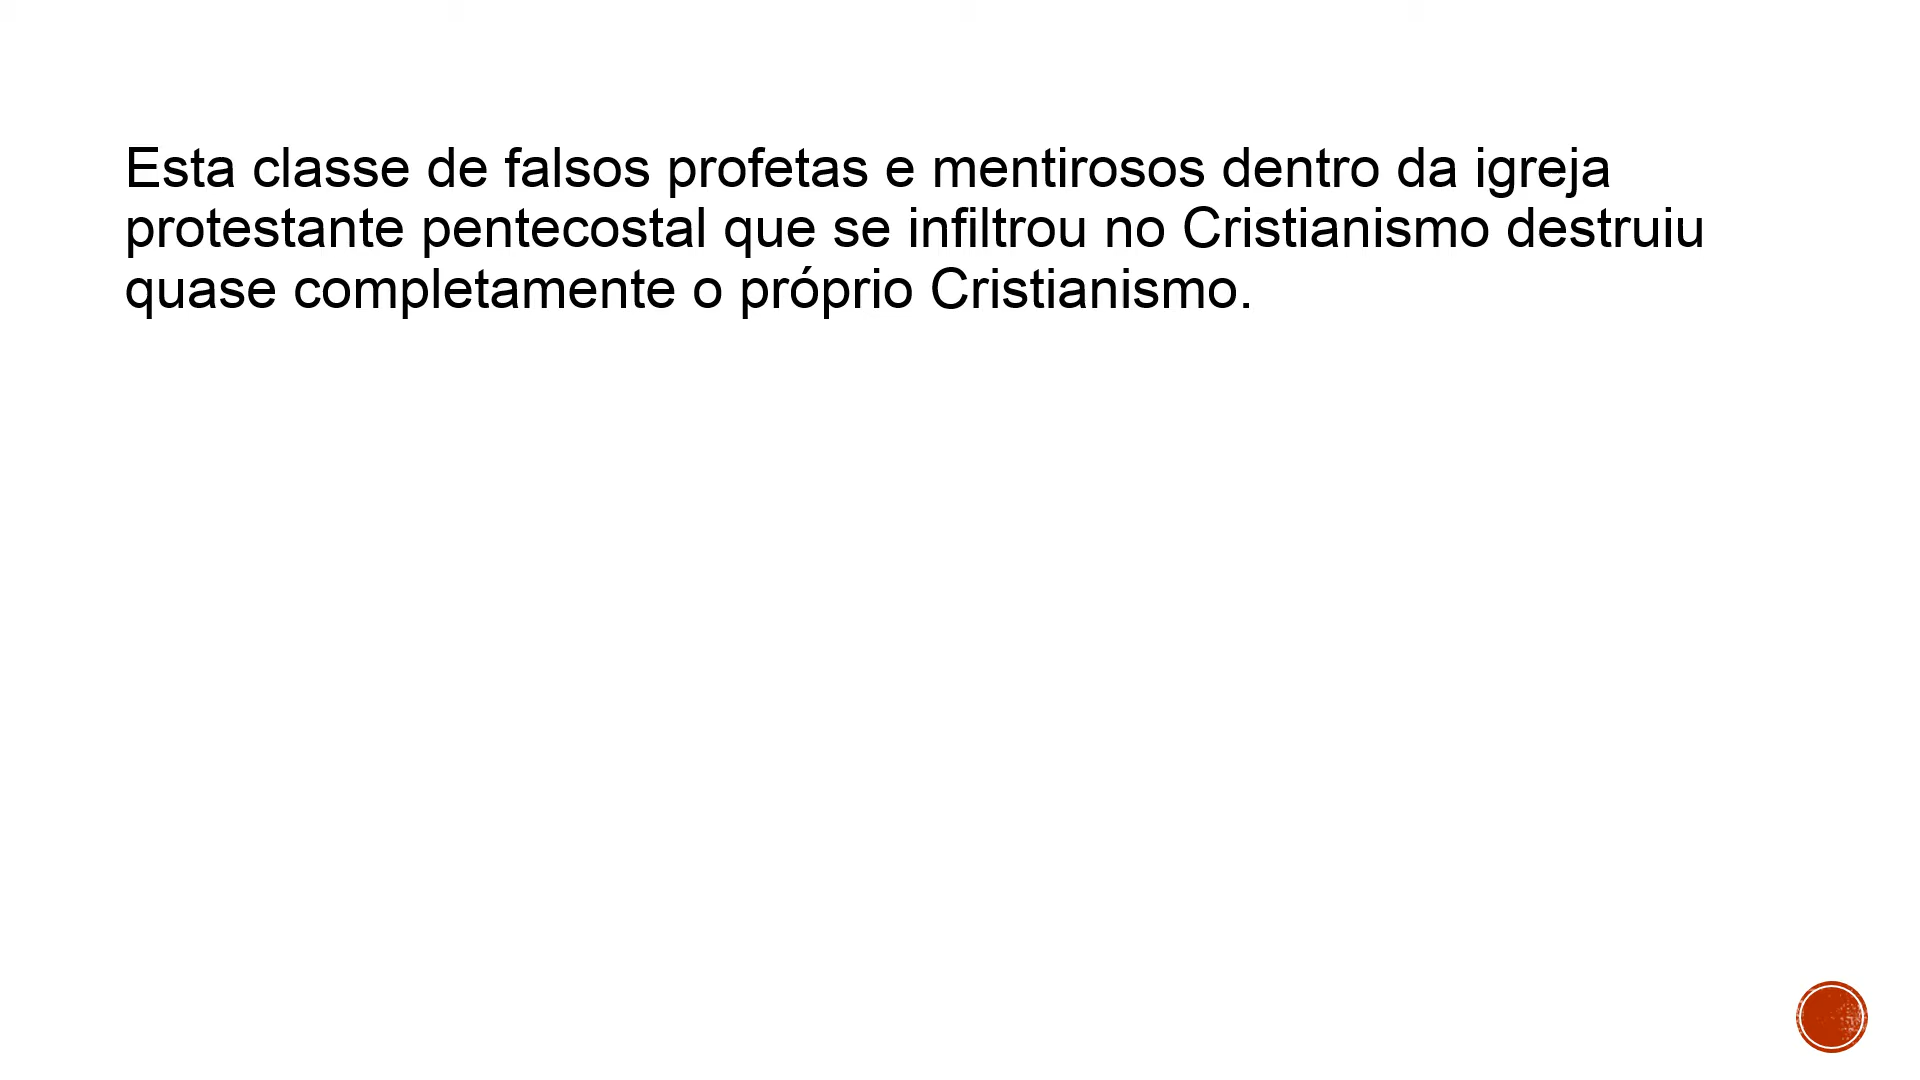 Esta classe de falsos profetas e mentirosos dentro da igreja
protestante pentecostal que se infiltrou no Cristianismo destruiu
quase completamente o próprio Cristianismo.